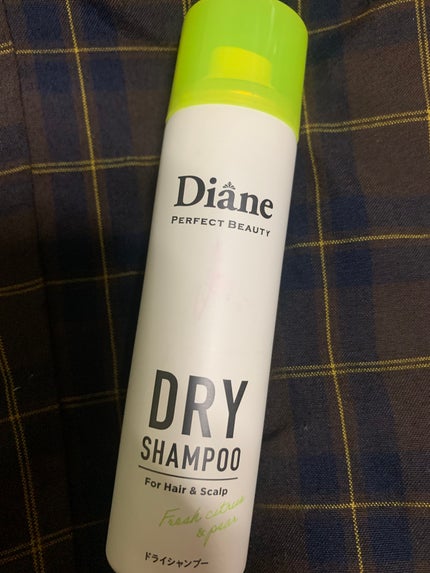 Diane
PERFECT BEAUTY
DRY
SHAMPOO
For Hair & Scalp
Fresh citrus
& pear
ドライシャンプー